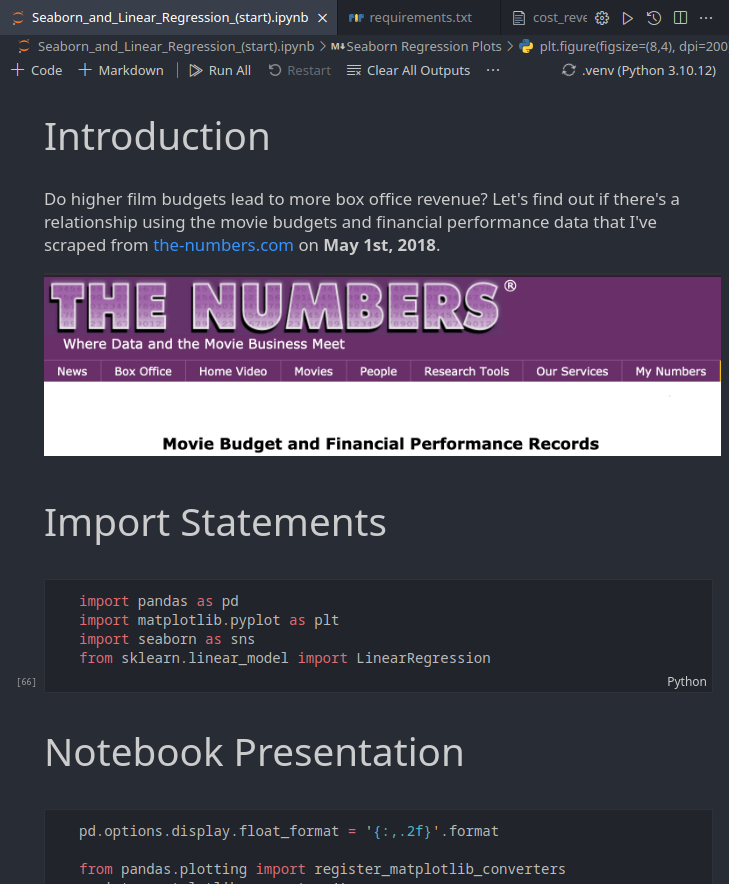 Seaborn_and_Linear_Regression_(start).ipynb
requirements.txt
cost_reve
Seaborn_and_Linear_Regression_(start).ipynb > M↓Seaborn Regression Plots > plt.figure(figsize=(8,4), dpi=200
+ Code + Markdown | Run All Restart Clear All Outputs ··· .venv (Python 3.10.12)
Introduction
Do higher film budgets lead to more box office revenue? Let's find out if there's a
relationship using the movie budgets and financial performance data that I've
scraped from the-numbers.com on May 1st, 2018.
THE NUMBERS®
Where Data and the Movie Business Meet
News Box Office Home Video Movies People Research Tools Our Services My Numbers
Movie Budget and Financial Performance Records
Import Statements
import pandas as pd
import matplotlib.pyplot as plt
import seaborn as sns
from sklearn.linear_model import LinearRegression
[66]
Python
Notebook Presentation
pd.options.display.float_format = '{:,.2f}'.format
from pandas.plotting import register_matplotlib_converters